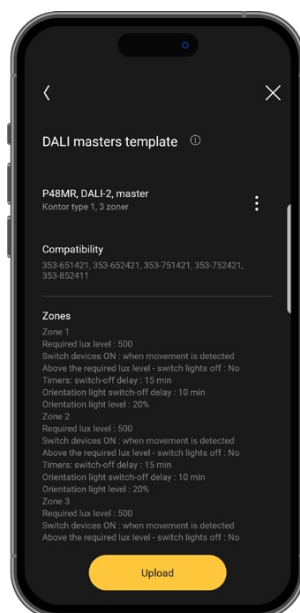 DALI masters template
P48MR, DALI-2, master
Kontor type 1, 3 zoner
Compatibility
353-651421, 353-652421, 353-751421, 353-752421,
353-852411
Zones
Zone 1
Required lux level : 500
Switch devices ON : when movement is detected
Above the required lux level - switch lights off : No
Timers: switch-off delay : 15 min
Orientation light switch-off delay : 10 min
Orientation light level : 20%
Zone 2
Required lux level : 500
Switch devices ON : when movement is detected
Above the required lux level - switch lights off : No
Timers: switch-off delay : 15 min
Orientation light switch-off delay : 10 min
Orientation light level : 20%
Zone 3
Required lux level : 500
Switch devices ON : when movement is detected
Above the required lux level - switch lights off : No
Upload